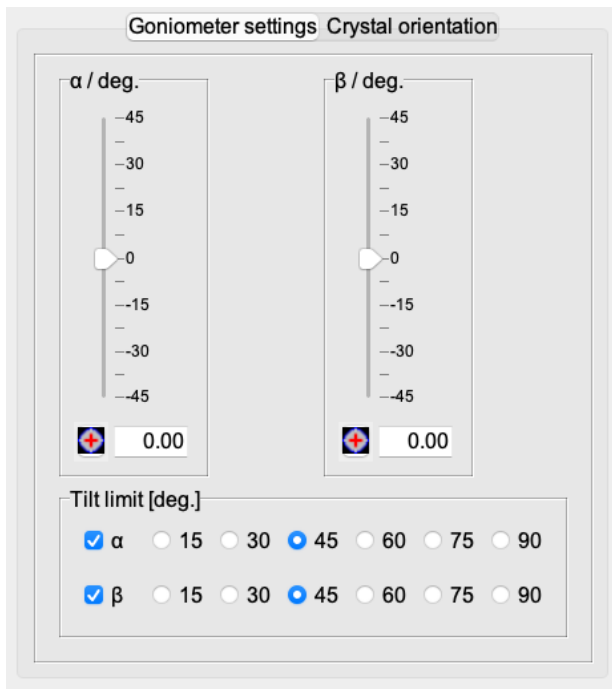 Goniometer settings Crystal orientation
α / deg. β / deg.
45 45
30 30
15 15
0 0
-15 -15
-30 -30
-45 -45
0.00 0.00
Tilt limit [deg.]
α 15 30 45 60 75 90
β 15 30 45 60 75 90